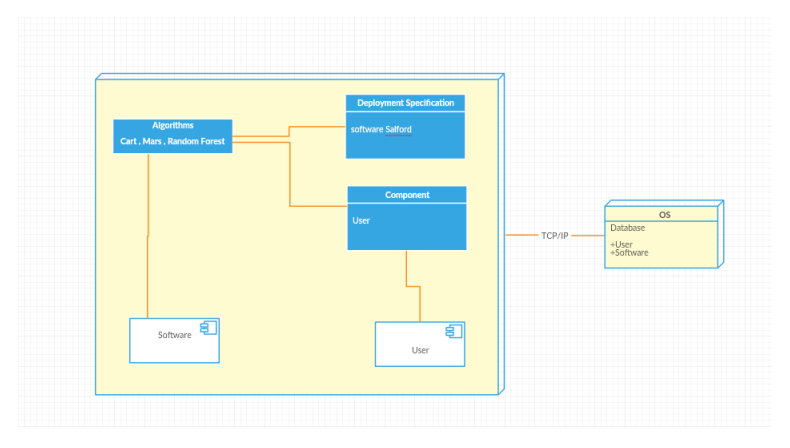 Deployment Specification
software Salford
Algorithms
Cart , Mars , Random Forest
Component
User
TCP/IP
OS
Database
+User
+Software
Software
User